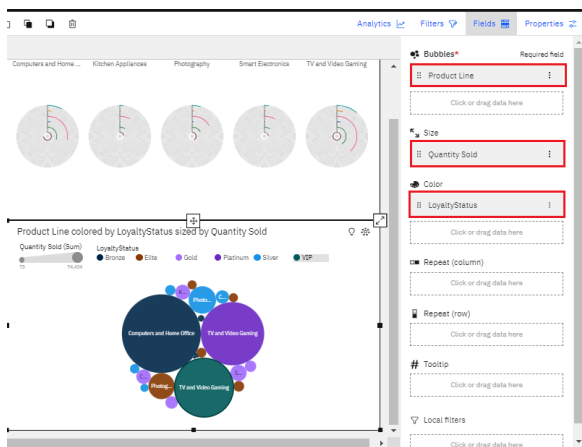 Analytics Filters Fields Properties
Bubbles* Required field
Product Line
Click or drag data here
Size
Quantity Sold
Color
LoyaltyStatus
Click or drag data here
Repeat (column)
Click or drag data here
Repeat (row)
Click or drag data here
# Tooltip
Click or drag data here
Local filters
Click or drag data here
Computers and Home ... Kitchen Appliances Photography Smart Electronics TV and Video Gaming
Product Line colored by LoyaltyStatus sized by Quantity Sold
Quantity Sold (Sum)
73 74,454
LoyaltyStatus
Bronze Elite Gold Platinum Silver VIP
Photo...
C...
Computers and Home Office
TV and Video Gaming
Photog...
TV and Video Gaming